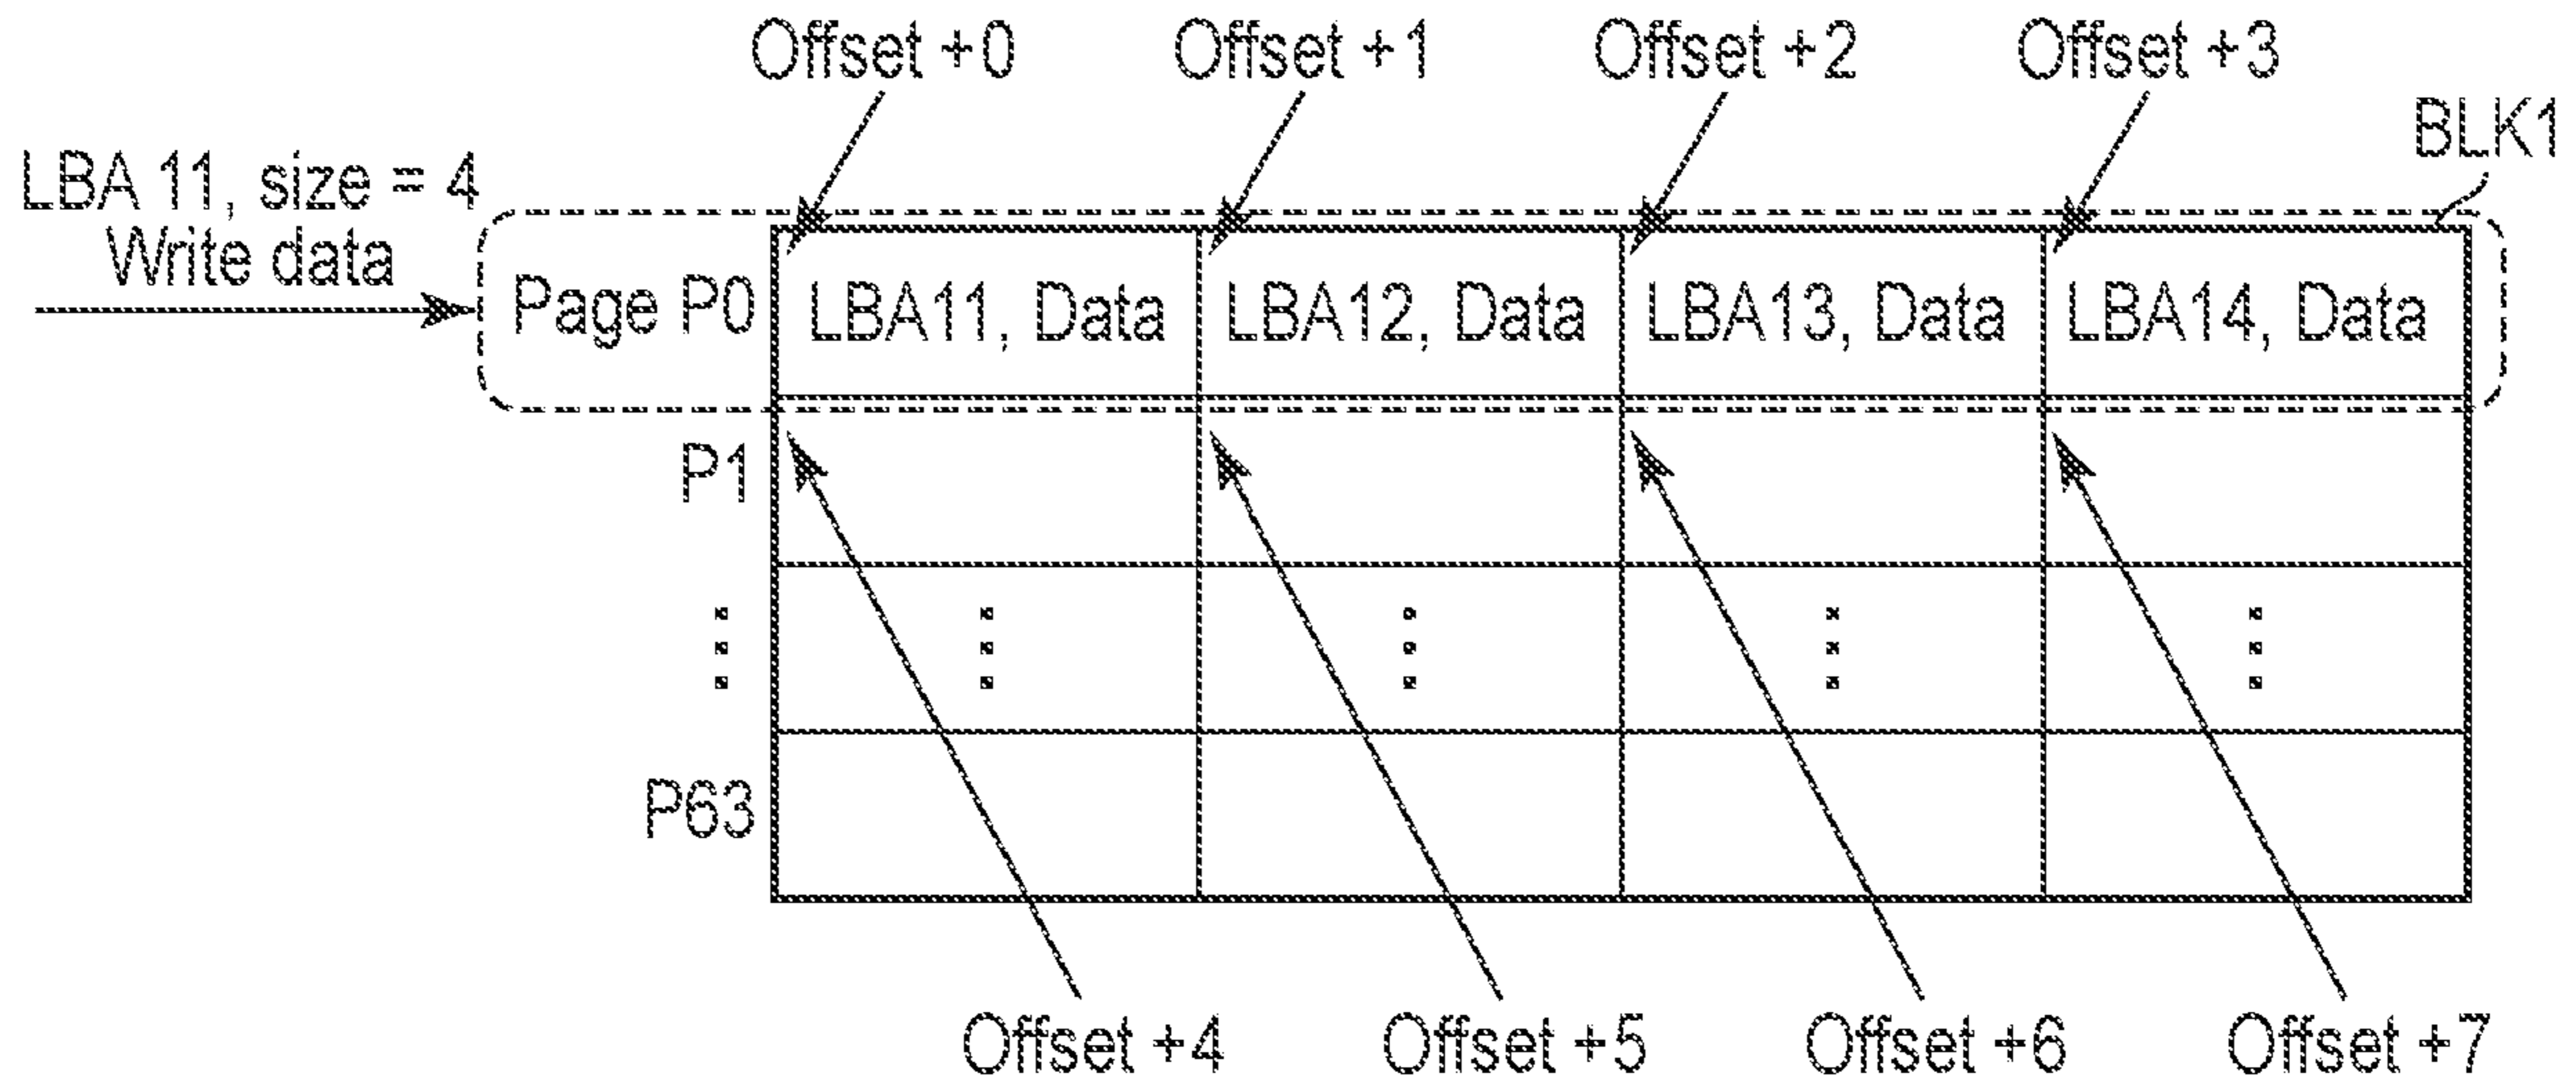 Offset +0
Offset +1
Offset +2
Offset +3
BLK1
LBA 11, size = 4
Write data
Page P0
LBA11, Data
LBA12, Data
LBA13, Data
LBA14, Data
P1
P63
Offset +4
Offset +5
Offset +6
Offset +7